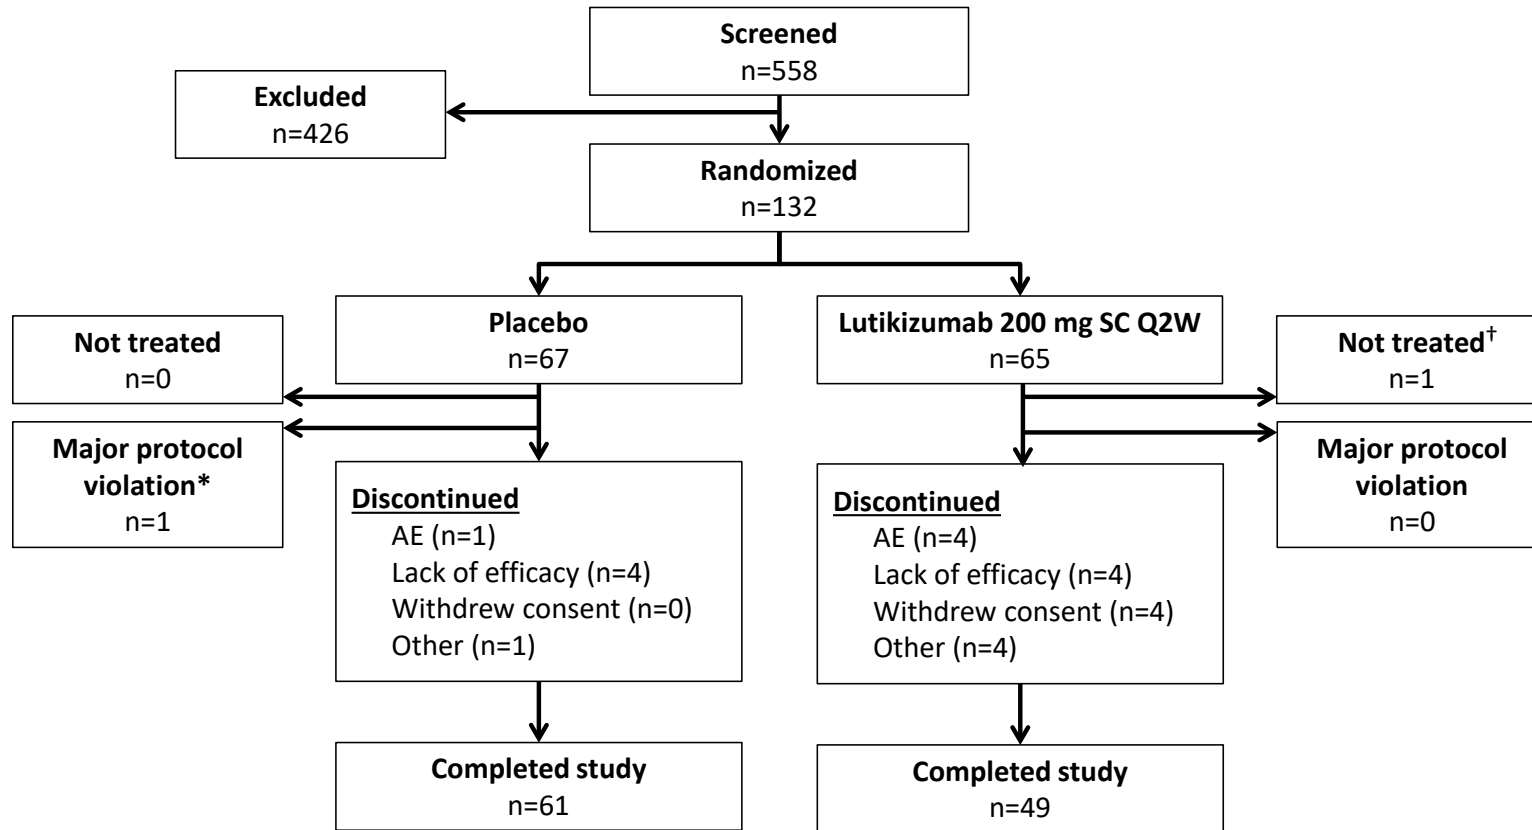 Screened
n=558
Excluded
n=426
Randomized
n=132
Placebo
n=67
Lutikizumab 200 mg SC Q2W
n=65
Not treated
n=0
Not treated†
n=1
Major protocol
violation*
n=1
Major protocol
violation
n=0
Discontinued
AE (n=1)
Lack of efficacy (n=4)
Withdrew consent (n=0)
Other (n=1)
Discontinued
AE (n=4)
Lack of efficacy (n=4)
Withdrew consent (n=4)
Other (n=4)
Completed study
n=61
Completed study
n=49